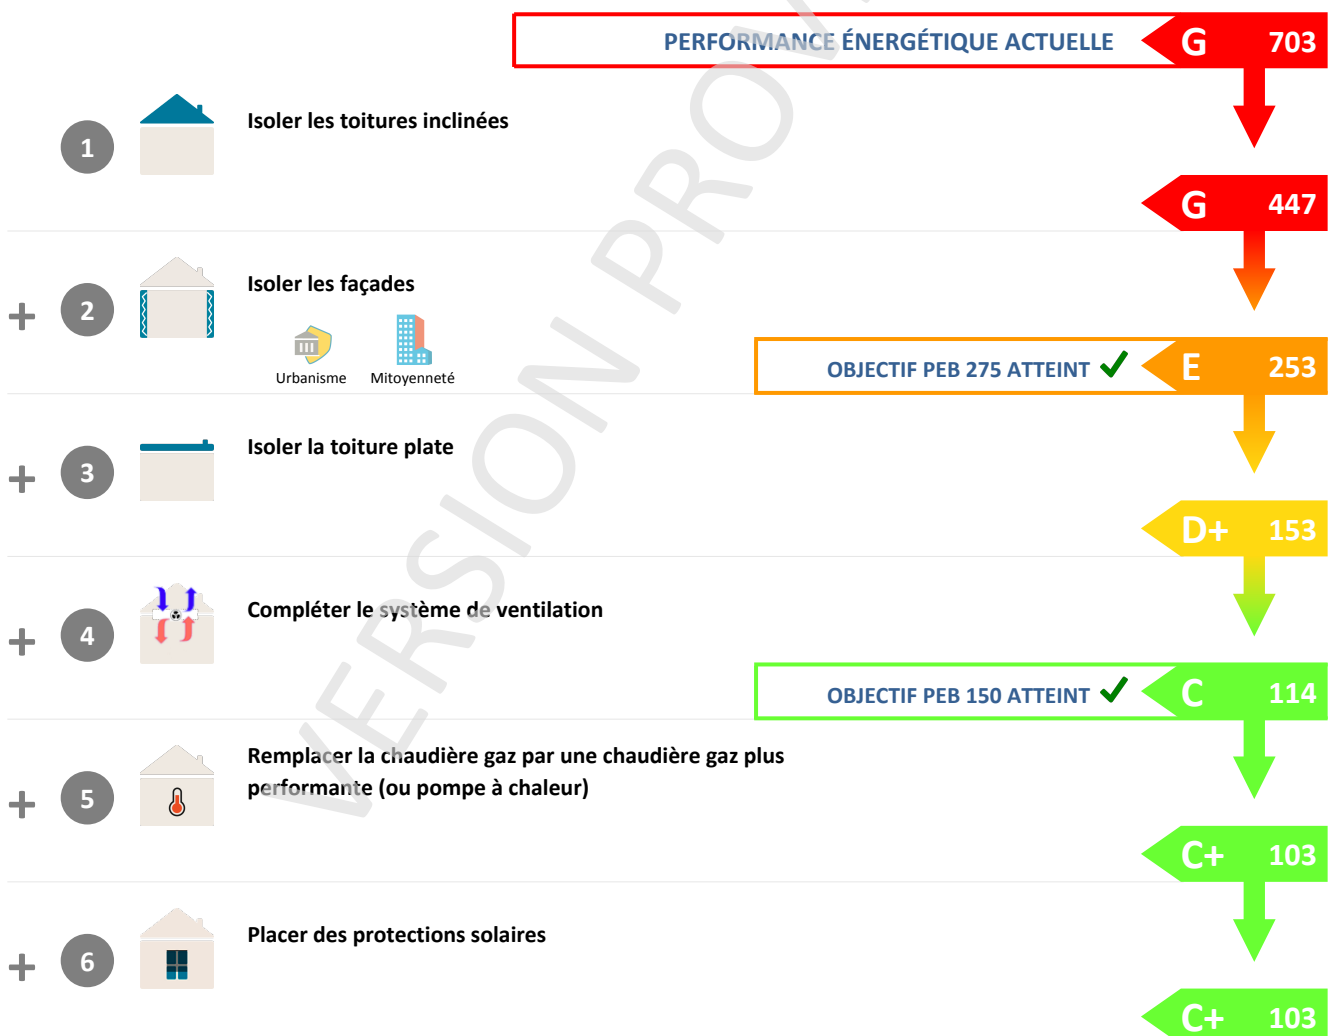 PERFORMANCE ÉNERGÉTIQUE ACTUELLE G 703
1 Isoler les toitures inclinées
G 447
+ 2 Isoler les façades
Urbanisme Mitoyenneté
OBJECTIF PEB 275 ATTEINT E 253
+ 3 Isoler la toiture plate
D+ 153
+ 4 Compléter le système de ventilation
OBJECTIF PEB 150 ATTEINT C 114
+ 5 Remplacer la chaudière gaz par une chaudière gaz plus
performante (ou pompe à chaleur)
C+ 103
+ 6 Placer des protections solaires
C+ 103
VERSION